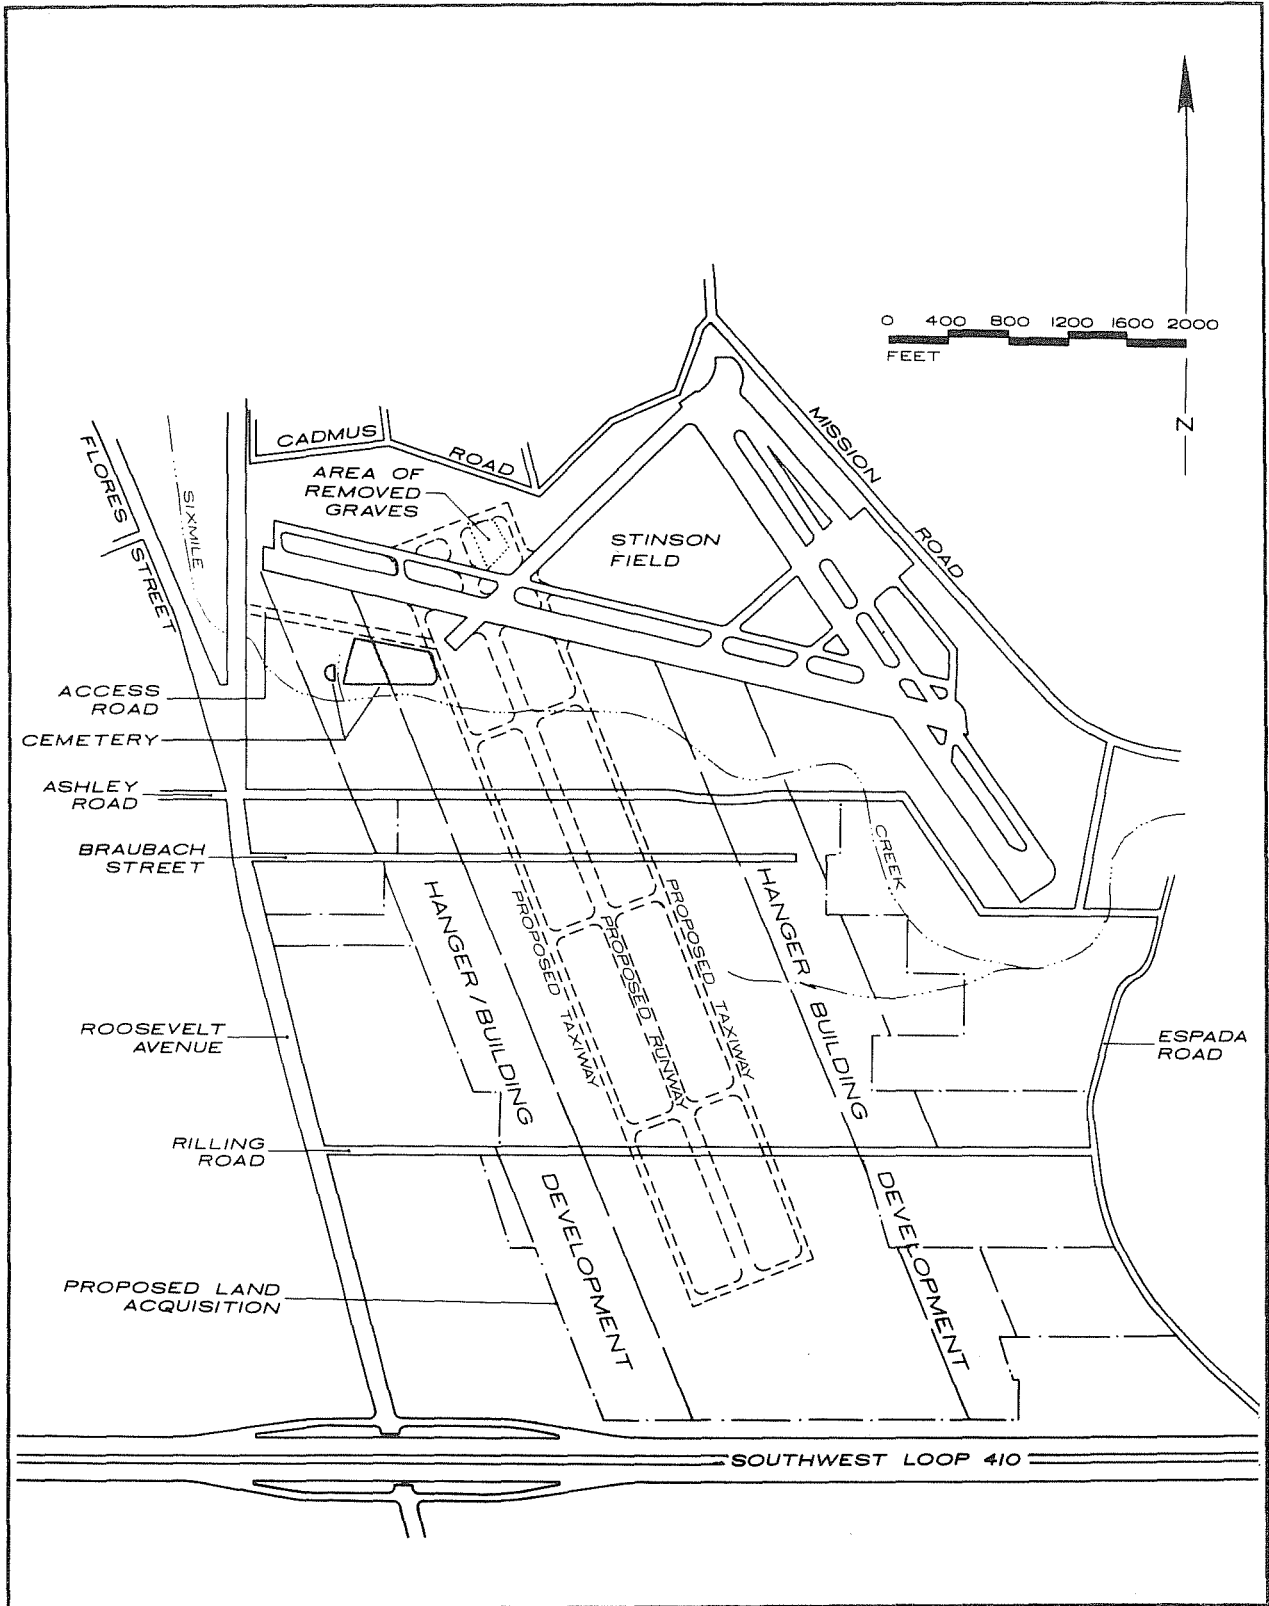 0 400 800 1200 1600 2000
FEET
N
MISSION
ROAD
CADMUS
ROAD
FLORES
STREET
SIXMILE
AREA OF
REMOVED
GRAVES
STINSON
FIELD
ACCESS
ROAD
CEMETERY
ASHLEY
ROAD
BRAUBACH
STREET
CREEK
HANGER/BUILDING
DEVELOPMENT
PROPOSED TAXIWAY
PROPOSED RUNWAY
PROPOSED TAXIWAY
HANGER/BUILDING
DEVELOPMENT
ROOSEVELT
AVENUE
ESPADA
ROAD
RILLING
ROAD
PROPOSED LAND
ACQUISITION
SOUTHWEST LOOP 410